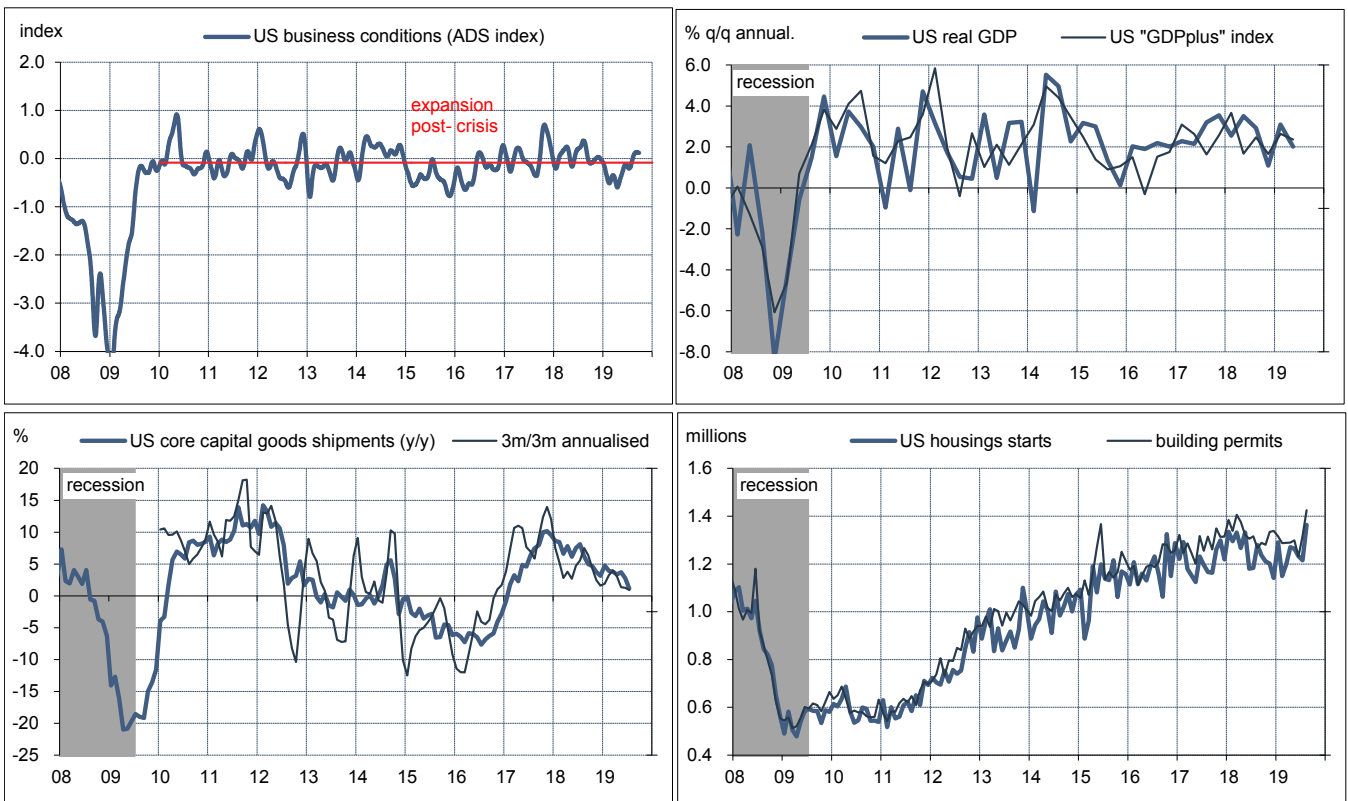 index
US business conditions (ADS index)
2.0
1.0
0.0
-1.0
-2.0
-3.0
-4.0
expansion
post- crisis
08 09 10 11 12 13 14 15 16 17 18 19
% q/q annual.
US real GDP
US "GDPplus" index
recession
6.0
4.0
2.0
0.0
-2.0
-4.0
-6.0
-8.0
08 09 10 11 12 13 14 15 16 17 18 19
%
US core capital goods shipments (y/y)
3m/3m annualised
recession
20
15
10
5
0
-5
-10
-15
-20
-25
08 09 10 11 12 13 14 15 16 17 18 19
millions
US housings starts
building permits
recession
1.6
1.4
1.2
1.0
0.8
0.6
0.4
08 09 10 11 12 13 14 15 16 17 18 19